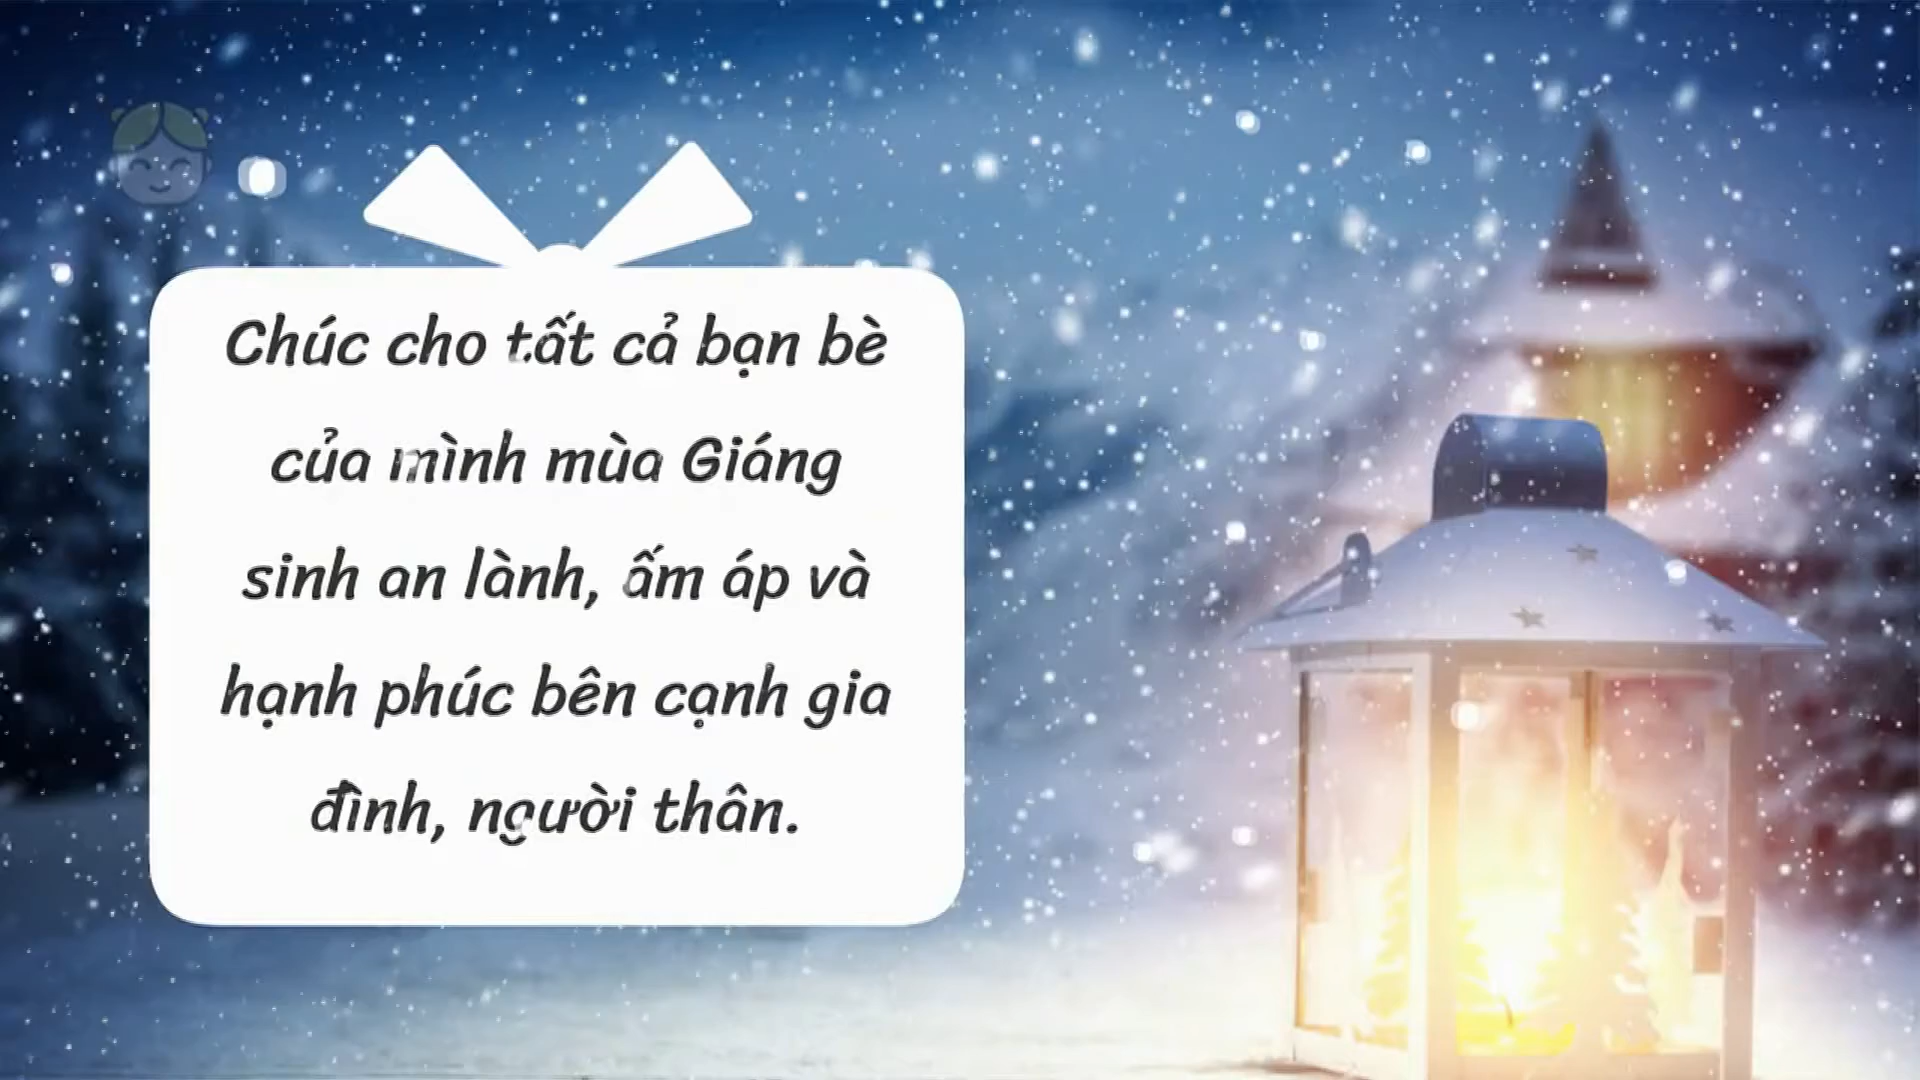 Chúc cho tất cả bạn bè
của mình mùa Giáng
sinh an lành, ấm áp và
hạnh phúc bên cạnh gia
đình, người thân.